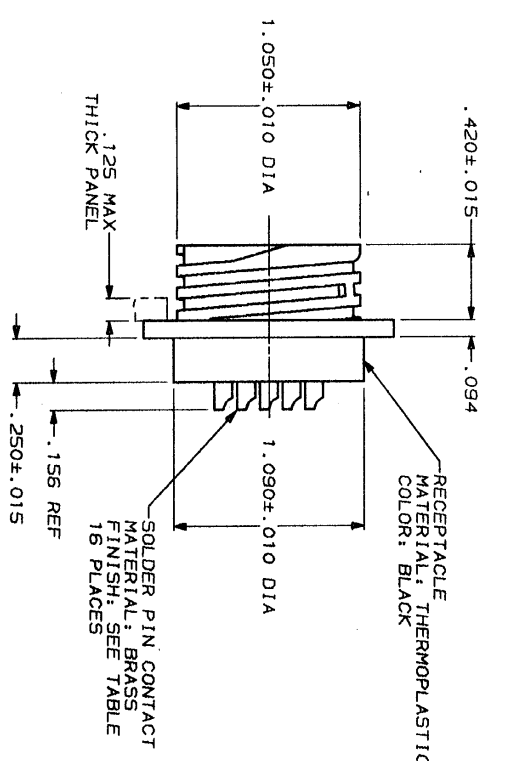 .420±.015
.094
1.050±.010 DIA
1.090±.010 DIA
.125 MAX
THICK PANEL
.250±.015
.156 REF
RECEPTACLE
MATERIAL: THERMOPLASTIC
COLOR: BLACK
SOLDER PIN CONTACT
MATERIAL: BRASS
FINISH: SEE TABLE
16 PLACES